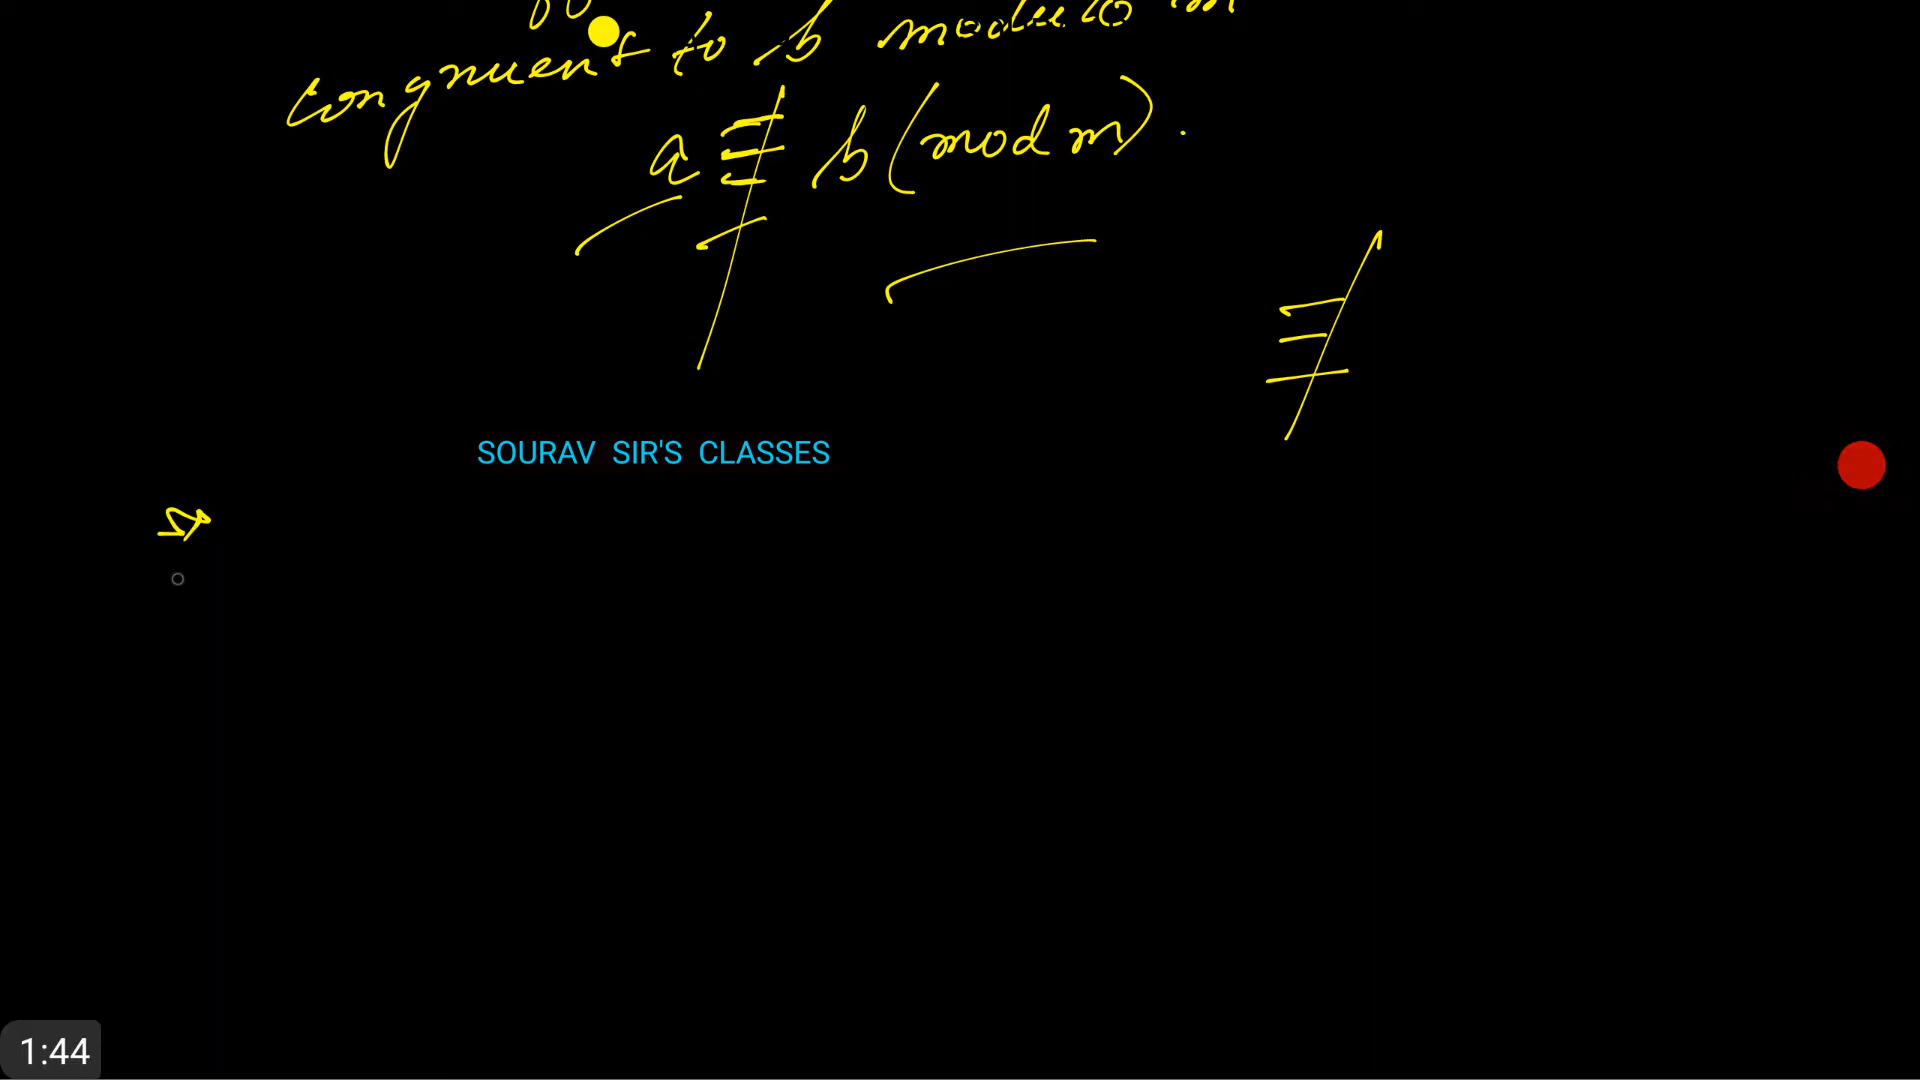 congruent to b modulo m
a ≢ b (mod m).
≢
SOURAV SIR'S CLASSES
1:44